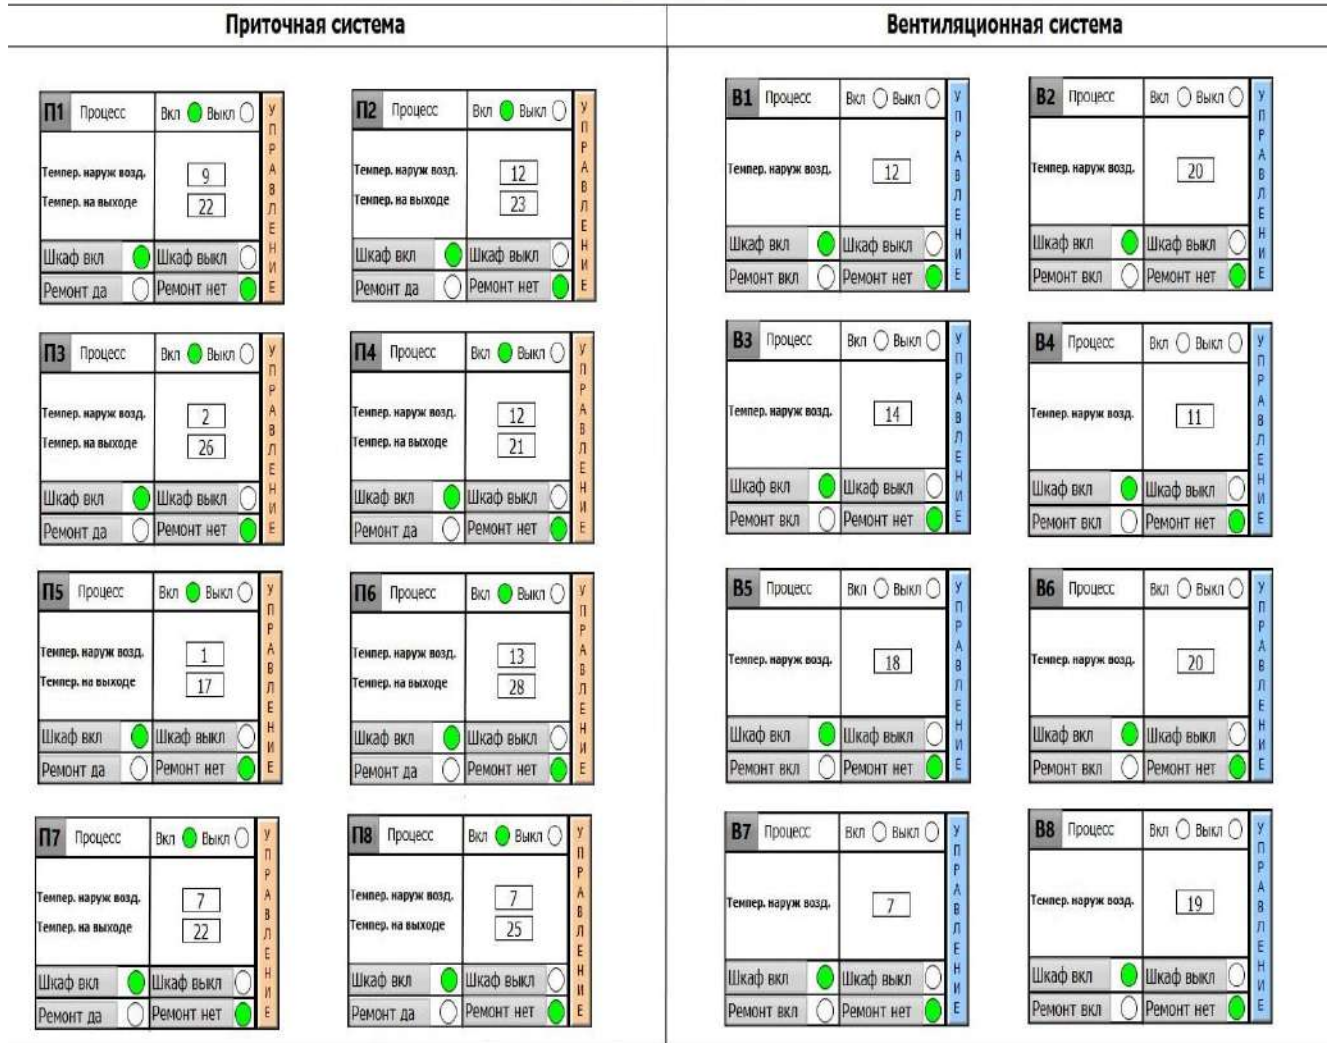 Приточная система
Вентиляционная система
П1 Процесс Вкл Выкл
Темпер. наруж возд. 9
Темпер. на выходе 22
Шкаф вкл Шкаф выкл
Ремонт да Ремонт нет
УПРАВЛЕНИЕ
П2 Процесс Вкл Выкл
Темпер. наруж возд. 12
Темпер. на выходе 23
Шкаф вкл Шкаф выкл
Ремонт да Ремонт нет
УПРАВЛЕНИЕ
В1 Процесс Вкл Выкл
Темпер. наруж возд. 12
Шкаф вкл Шкаф выкл
Ремонт вкл Ремонт нет
УПРАВЛЕНИЕ
В2 Процесс Вкл Выкл
Темпер. наруж возд. 20
Шкаф вкл Шкаф выкл
Ремонт вкл Ремонт нет
УПРАВЛЕНИЕ
П3 Процесс Вкл Выкл
Темпер. наруж возд. 2
Темпер. на выходе 26
Шкаф вкл Шкаф выкл
Ремонт да Ремонт нет
УПРАВЛЕНИЕ
П4 Процесс Вкл Выкл
Темпер. наруж возд. 12
Темпер. на выходе 21
Шкаф вкл Шкаф выкл
Ремонт да Ремонт нет
УПРАВЛЕНИЕ
В3 Процесс Вкл Выкл
Темпер. наруж возд. 14
Шкаф вкл Шкаф выкл
Ремонт вкл Ремонт нет
УПРАВЛЕНИЕ
В4 Процесс Вкл Выкл
Темпер. наруж возд. 11
Шкаф вкл Шкаф выкл
Ремонт вкл Ремонт нет
УПРАВЛЕНИЕ
П5 Процесс Вкл Выкл
Темпер. наруж возд. 1
Темпер. на выходе 17
Шкаф вкл Шкаф выкл
Ремонт да Ремонт нет
УПРАВЛЕНИЕ
П6 Процесс Вкл Выкл
Темпер. наруж возд. 13
Темпер. на выходе 28
Шкаф вкл Шкаф выкл
Ремонт да Ремонт нет
УПРАВЛЕНИЕ
В5 Процесс Вкл Выкл
Темпер. наруж возд. 18
Шкаф вкл Шкаф выкл
Ремонт вкл Ремонт нет
УПРАВЛЕНИЕ
В6 Процесс Вкл Выкл
Темпер. наруж возд. 20
Шкаф вкл Шкаф выкл
Ремонт вкл Ремонт нет
УПРАВЛЕНИЕ
П7 Процесс Вкл Выкл
Темпер. наруж возд. 7
Темпер. на выходе 22
Шкаф вкл Шкаф выкл
Ремонт да Ремонт нет
УПРАВЛЕНИЕ
П8 Процесс Вкл Выкл
Темпер. наруж возд. 7
Темпер. на выходе 25
Шкаф вкл Шкаф выкл
Ремонт да Ремонт нет
УПРАВЛЕНИЕ
В7 Процесс Вкл Выкл
Темпер. наруж возд. 7
Шкаф вкл Шкаф выкл
Ремонт вкл Ремонт нет
УПРАВЛЕНИЕ
В8 Процесс Вкл Выкл
Темпер. наруж возд. 19
Шкаф вкл Шкаф выкл
Ремонт вкл Ремонт нет
УПРАВЛЕНИЕ